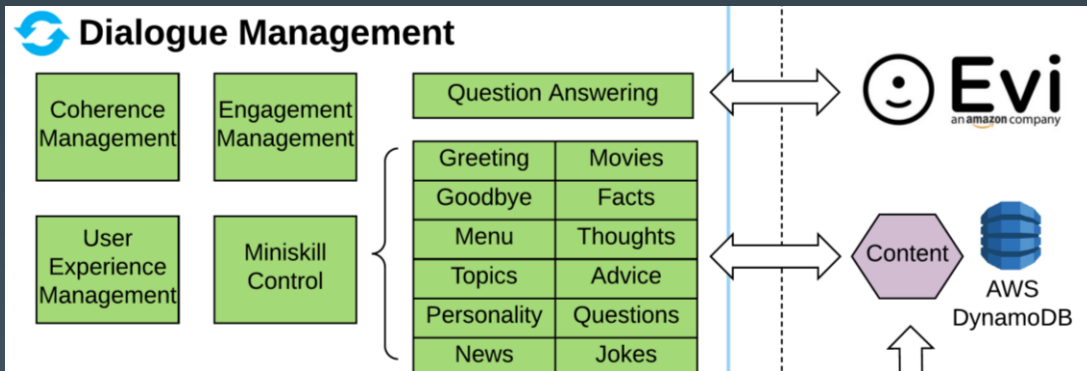 Dialogue Management
Coherence
Management
Engagement
Management
Question Answering
Evi
an amazon company
User
Experience
Management
Miniskill
Control
Greeting
Movies
Goodbye
Facts
Menu
Thoughts
Topics
Advice
Personality
Questions
News
Jokes
Content
AWS
DynamoDB